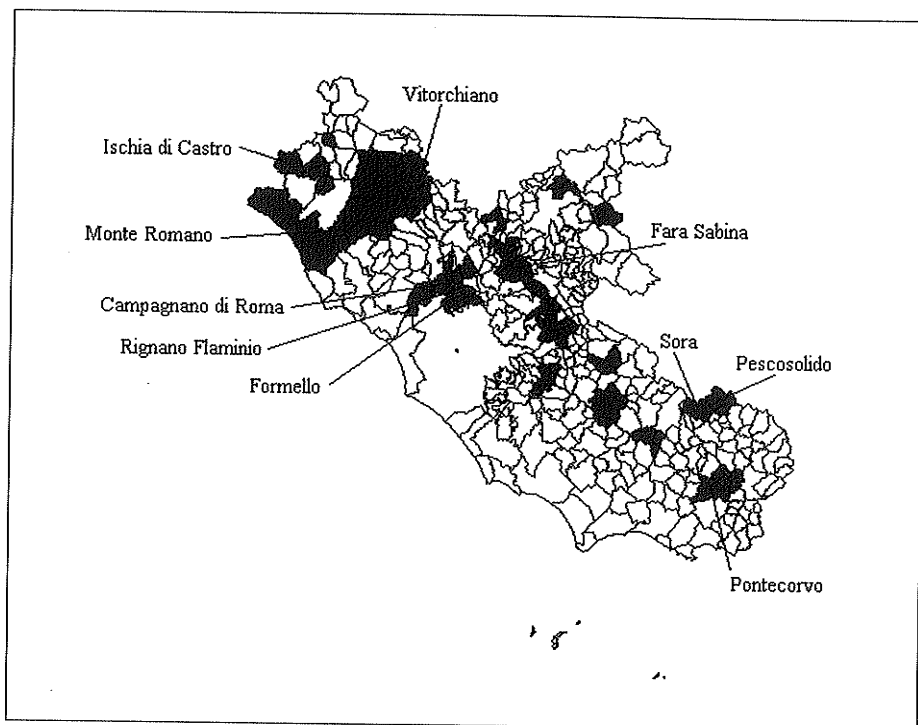 Vitorchiano
Ischia di Castro
Monte Romano
Fara Sabina
Campagnano di Roma
Rignano Flaminio
Sora
Pescosolido
Formello
Pontecorvo